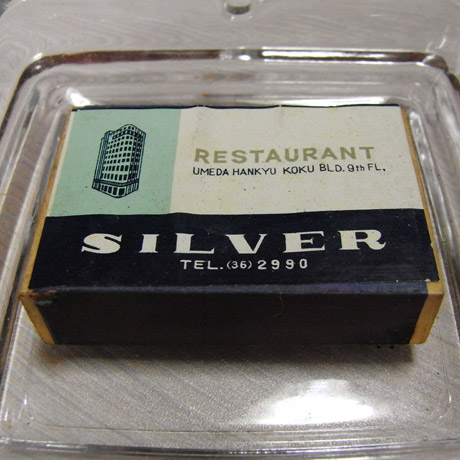 RESTAURANT
UMEDA HANKYU KOKU BLD. 9th FL.
SILVER
TEL. (36) 2990